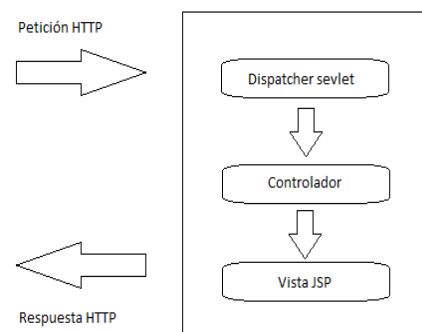 Petición HTTP
Dispatcher sevlet
Controlador
Vista JSP
Respuesta HTTP